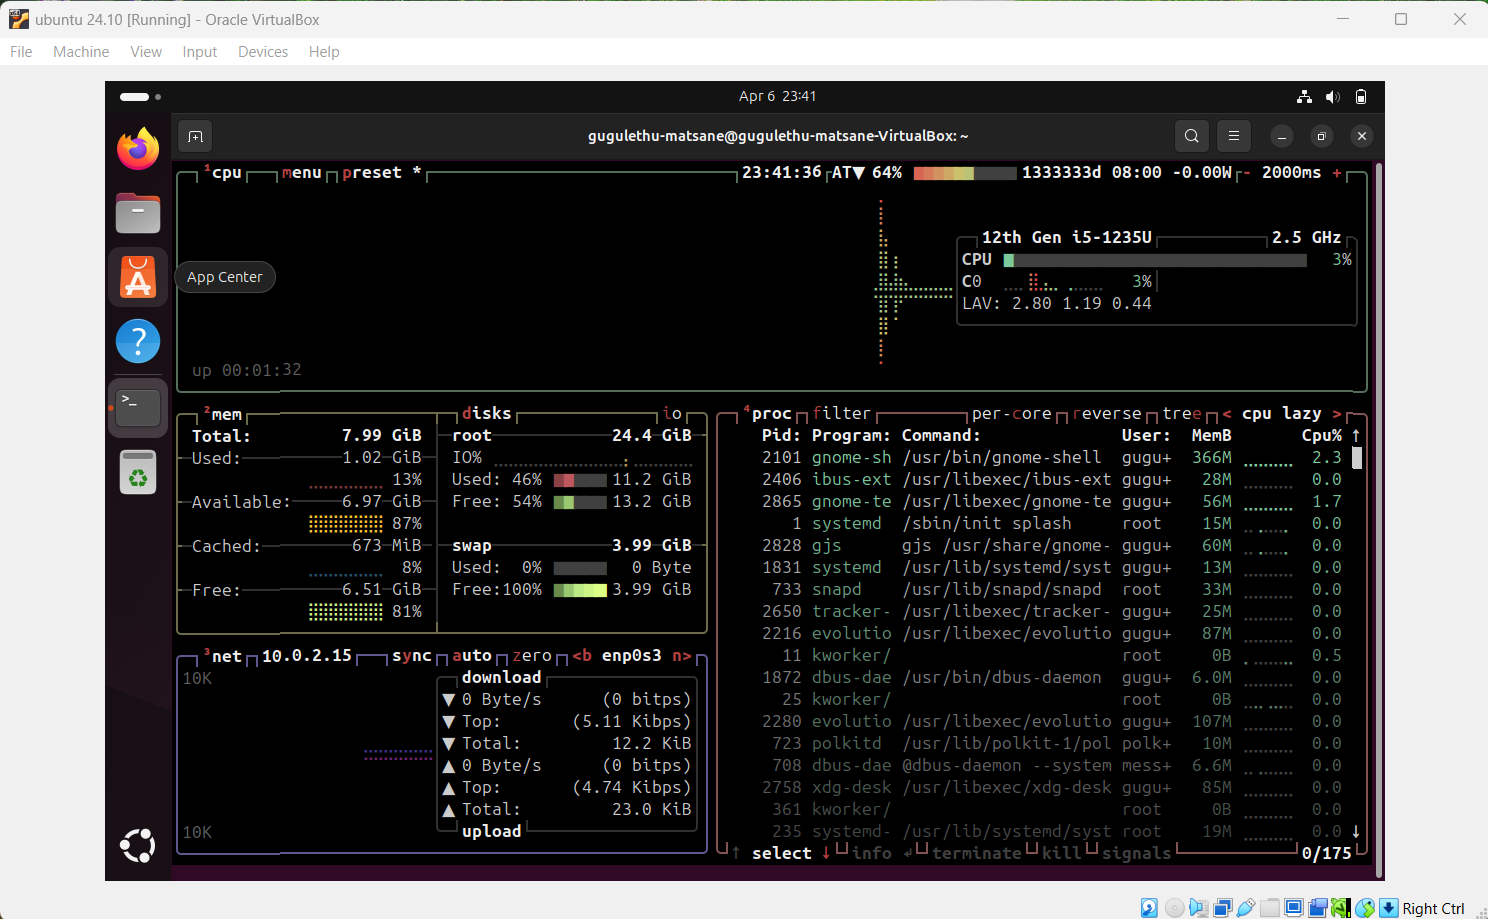 ubuntu 24.10 [Running] - Oracle VirtualBox
File Machine View Input Devices Help
Apr 6 23:41
gugulethu-matsane@gugulethu-matsane-VirtualBox: ~
1cpu menu preset * 23:41:36 AT▼ 64% 1333333d 08:00 -0.00W - 2000ms +
12th Gen i5-1235U 2.5 GHz
CPU 3%
C0 3%
LAV: 2.80 1.19 0.44
App Center
up 00:01:32
2mem
Total: 7.99 GiB
Used: 1.02 GiB
13%
Available: 6.97 GiB
87%
Cached: 673 MiB
8%
Free: 6.51 GiB
81%
disks io
root 24.4 GiB
IO%
Used: 46% 11.2 GiB
Free: 54% 13.2 GiB
swap 3.99 GiB
Used: 0% 0 Byte
Free:100% 3.99 GiB
3net 10.0.2.15 sync auto zero <b enp0s3 n>
10K
download
▼ 0 Byte/s (0 bitps)
▼ Top: (5.11 Kibps)
▼ Total: 12.2 KiB
▲ 0 Byte/s (0 bitps)
▲ Top: (4.74 Kibps)
▲ Total: 23.0 KiB
upload
10K
4proc filter per-core reverse tree < cpu lazy >
Pid: Program: Command: User: MemB Cpu% ↑
2101 gnome-sh /usr/bin/gnome-shell gugu+ 366M 2.3
2406 ibus-ext /usr/libexec/ibus-ext gugu+ 28M 0.0
2865 gnome-te /usr/libexec/gnome-te gugu+ 56M 1.7
1 systemd /sbin/init splash root 15M 0.0
2828 gjs gjs /usr/share/gnome- gugu+ 60M 0.0
1831 systemd /usr/lib/systemd/syst gugu+ 13M 0.0
733 snapd /usr/lib/snapd/snapd root 33M 0.0
2650 tracker- /usr/libexec/tracker- gugu+ 25M 0.0
2216 evolutio /usr/libexec/evolutio gugu+ 87M 0.0
11 kworker/ root 0B 0.5
1872 dbus-dae /usr/bin/dbus-daemon gugu+ 6.0M 0.0
25 kworker/ root 0B 0.0
2280 evolutio /usr/libexec/evolutio gugu+ 107M 0.0
723 polkitd /usr/lib/polkit-1/pol polk+ 10M 0.0
708 dbus-dae @dbus-daemon --system mess+ 6.6M 0.0
2758 xdg-desk /usr/libexec/xdg-desk gugu+ 85M 0.0
361 kworker/ root 0B 0.0
235 systemd- /usr/lib/systemd/syst root 19M 0.0 ↓
↑ select ↓ info ↲ terminate kill signals 0/175
Right Ctrl